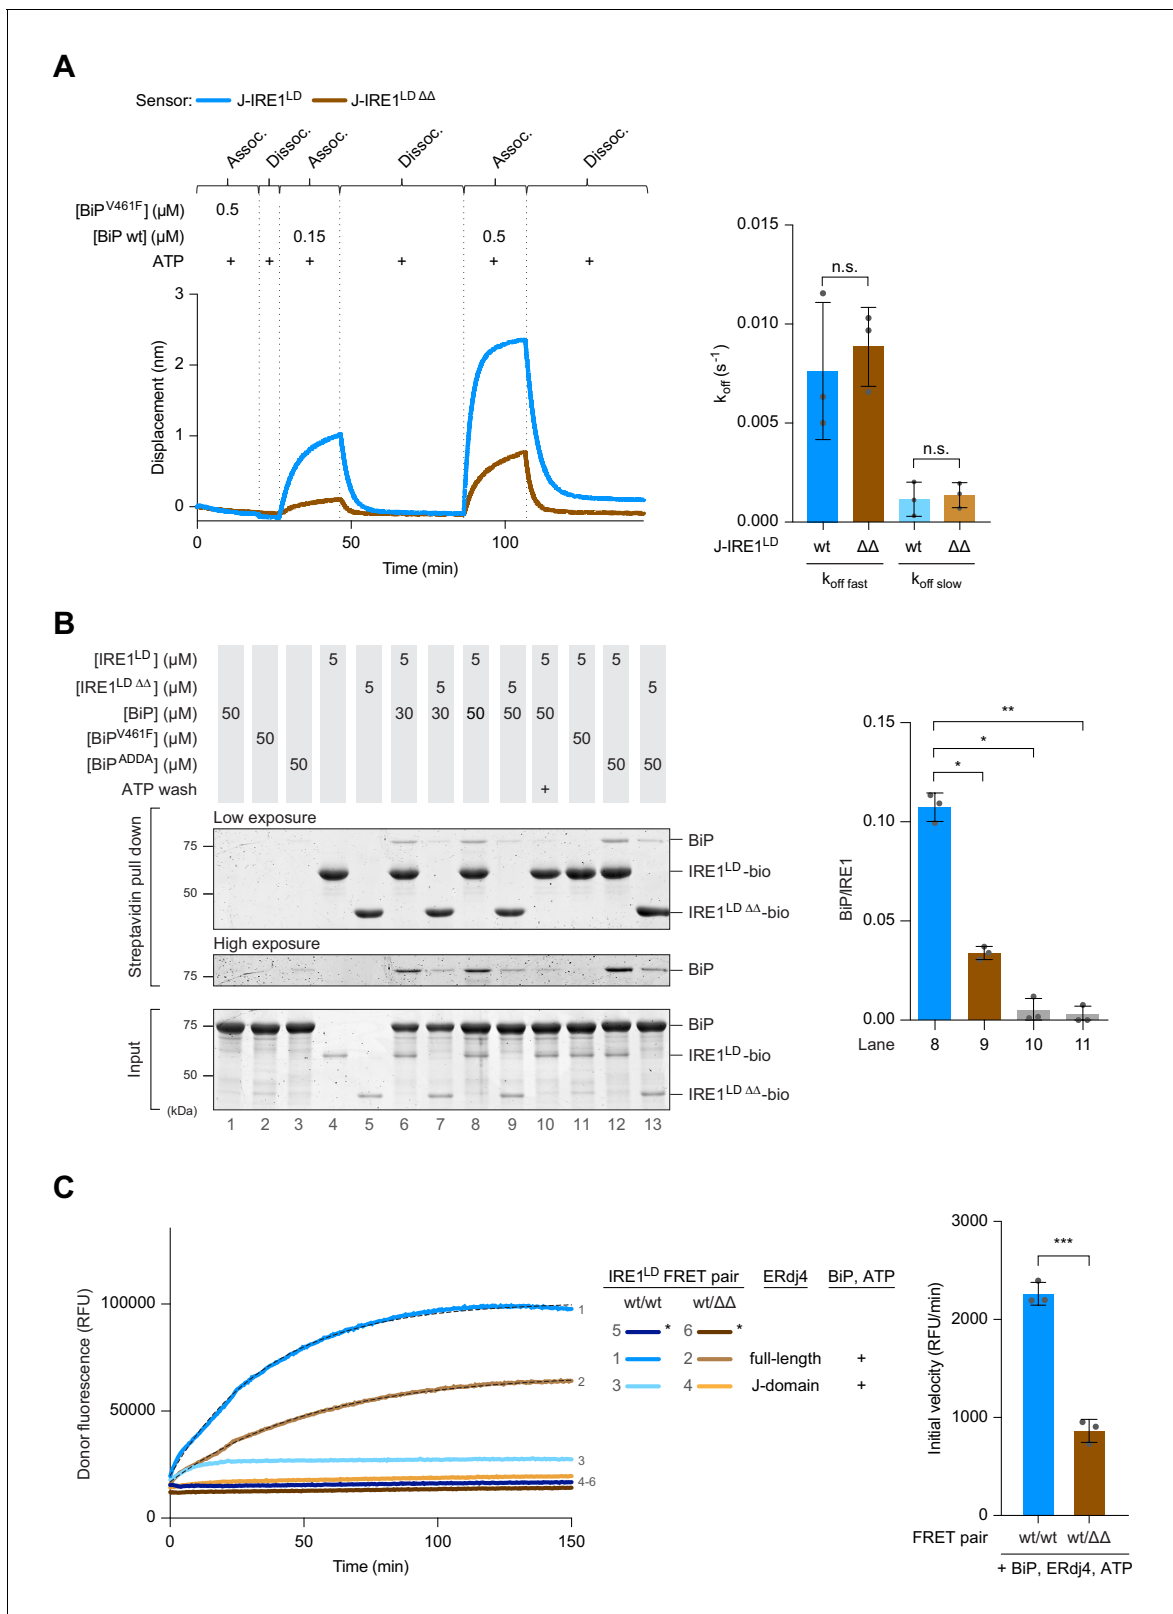 A
Sensor: J-IRE1LD J-IRE1LD ΔΔ
Assoc. Dissoc. Assoc. Dissoc. Assoc. Dissoc.
[BiPV461F] (µM) 0.5
[BiP wt] (µM) 0.15 0.5
ATP + + + + + +
Displacement (nm)
3
2
1
0
0 50 100
Time (min)
koff (s-1)
0.015
0.010
0.005
0.000
n.s.
n.s.
J-IRE1LD wt ΔΔ wt ΔΔ
koff fast koff slow
B
[IRE1LD] (µM) 5 5 5 5 5 5
[IRE1LD ΔΔ] (µM) 5 5 5 5
[BiP] (µM) 50 30 30 50 50 50
[BiPV461F] (µM) 50 50
[BiPADDA] (µM) 50 50 50
ATP wash +
Streptavidin pull down
Low exposure
75
50
BiP
IRE1LD-bio
IRE1LD ΔΔ-bio
High exposure
75
BiP
Input
75
50
(kDa)
BiP
IRE1LD-bio
IRE1LD ΔΔ-bio
1 2 3 4 5 6 7 8 9 10 11 12 13
BiP/IRE1
0.15
0.10
0.05
0.00
**
*
*
Lane 8 9 10 11
C
Donor fluorescence (RFU)
100000
50000
0
0 50 100 150
Time (min)
1
2
3
4-6
IRE1LD FRET pair ERdj4 BiP, ATP
wt/wt wt/ΔΔ
5 * 6 *
1 2 full-length +
3 4 J-domain +
Initial velocity (RFU/min)
3000
2000
1000
0
***
FRET pair wt/wt wt/ΔΔ
+ BiP, ERdj4, ATP